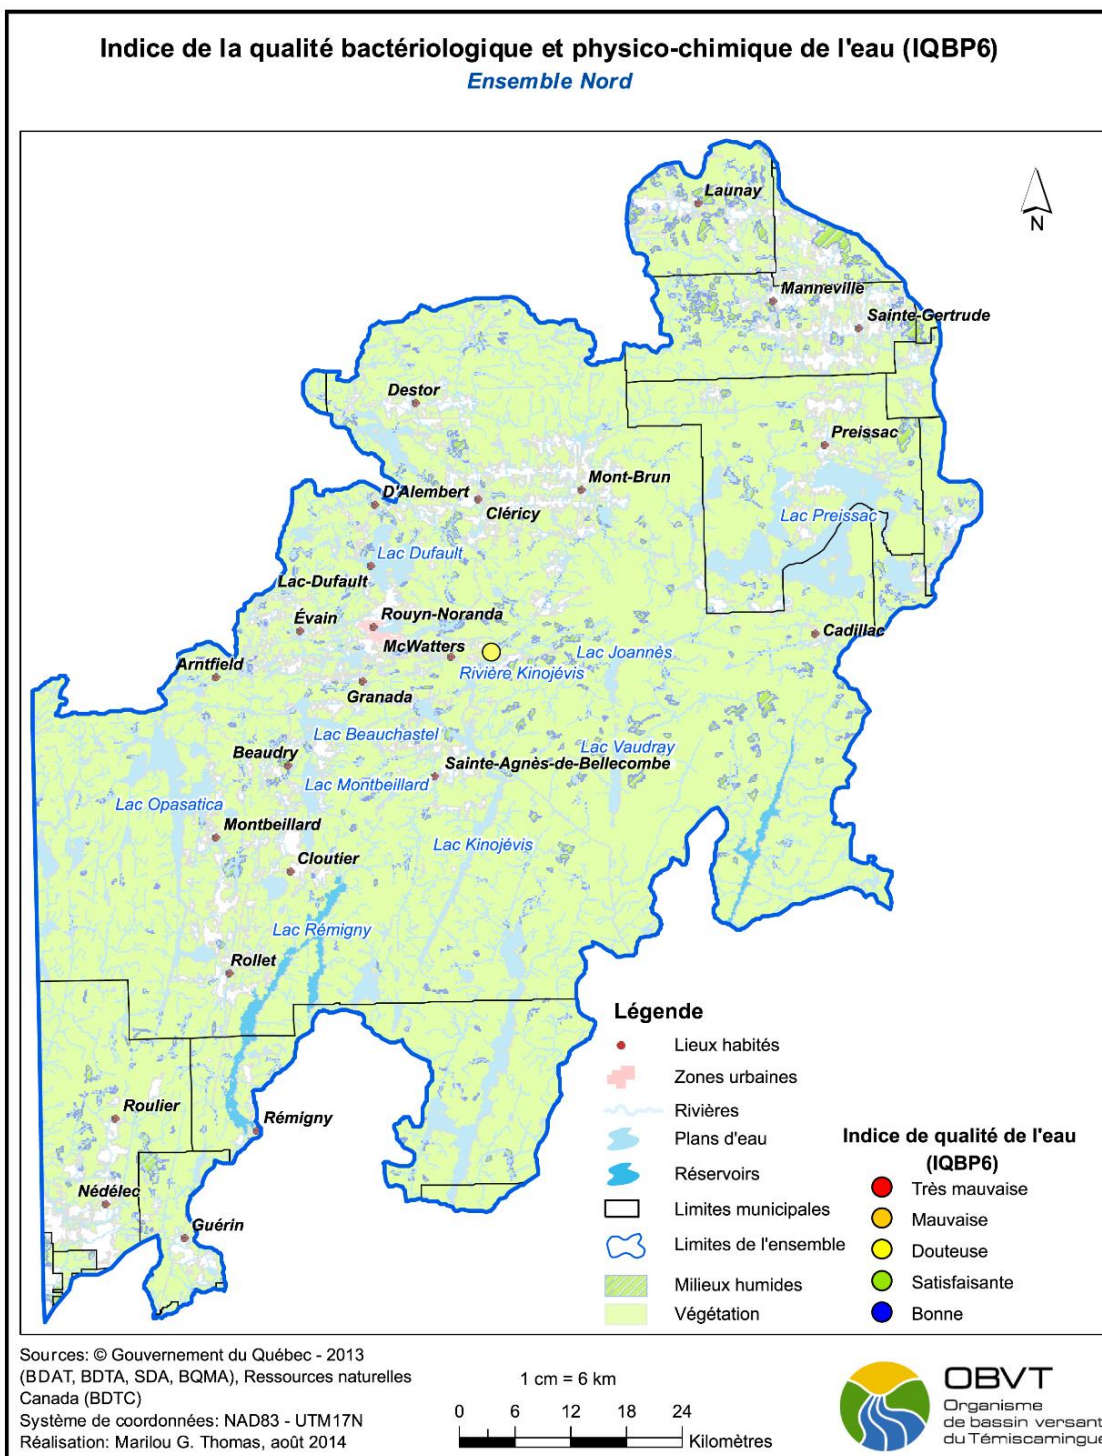 Indice de la qualité bactériologique et physico-chimique de l'eau (IQBP6)
Ensemble Nord
N
Launay
Manneville
Sainte-Gertrude
Destor
Preissac
Mont-Brun
D'Alembert
Cléricy
Lac Preissac
Lac Dufault
Lac-Dufault
Rouyn-Noranda
Évain
Cadillac
McWatters
Lac Joannès
Rivière Kinojévis
Arntfield
Granada
Lac Beauchastel
Lac Vaudray
Beaudry
Sainte-Agnès-de-Bellecombe
Lac Montbeillard
Lac Opasatica
Montbeillard
Lac Kinojévis
Cloutier
Lac Rémigny
Rollet
Roulier
Rémigny
Nédélec
Guérin
Légende
Lieux habités
Zones urbaines
Rivières
Plans d'eau
Réservoirs
Limites municipales
Limites de l'ensemble
Milieux humides
Végétation
Indice de qualité de l'eau
(IQBP6)
Très mauvaise
Mauvaise
Douteuse
Satisfaisante
Bonne
Sources: © Gouvernement du Québec - 2013
(BDAT, BDTA, SDA, BQMA), Ressources naturelles
Canada (BDTC)
Système de coordonnées: NAD83 - UTM17N
Réalisation: Marilou G. Thomas, août 2014
1 cm = 6 km
0 6 12 18 24
Kilomètres
OBVT
Organisme
de bassin versant
du Témiscamingue